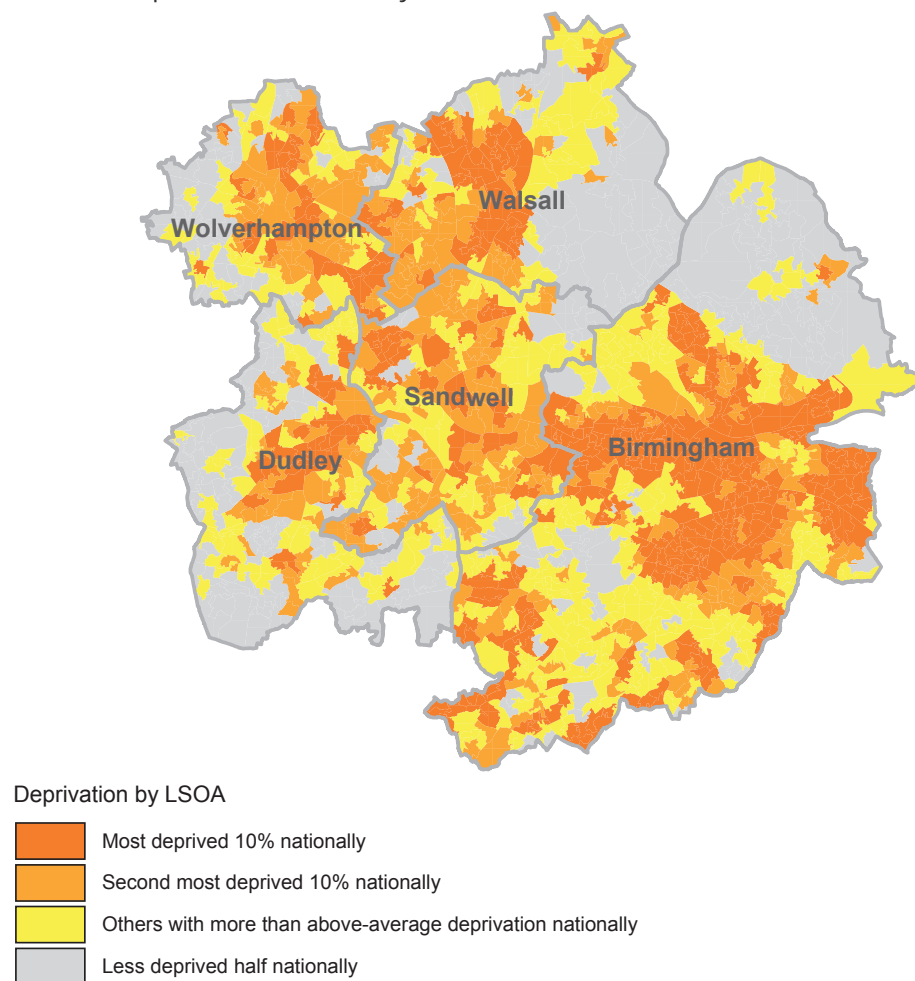 Walsall
Wolverhampton
Sandwell
Birmingham
Dudley
Deprivation by LSOA
Most deprived 10% nationally
Second most deprived 10% nationally
Others with more than above-average deprivation nationally
Less deprived half nationally